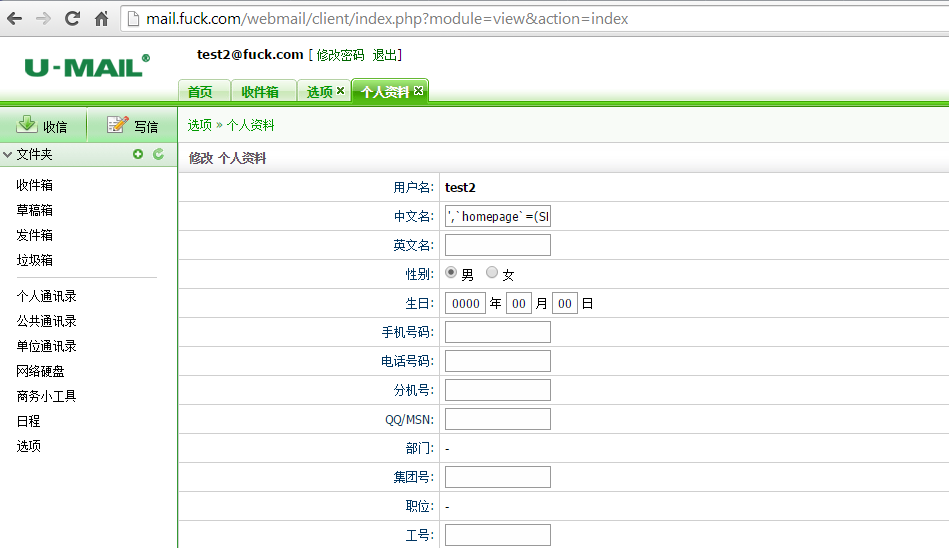 mail.fuck.com/webmail/client/index.php?module=view&action=index
U-MAIL®
test2@fuck.com [ 修改密码 退出]
首页 收件箱 选项 个人资料
收信 写信
选项 » 个人资料
文件夹
修改 个人资料
收件箱
草稿箱
发件箱
垃圾箱
个人通讯录
公共通讯录
单位通讯录
网络硬盘
商务小工具
日程
选项
用户名: test2
中文名: ',`homepage`=(SI
英文名:
性别: 男 女
生日: 0000 年 00 月 00 日
手机号码:
电话号码:
分机号:
QQ/MSN:
部门: -
集团号:
职位: -
工号: